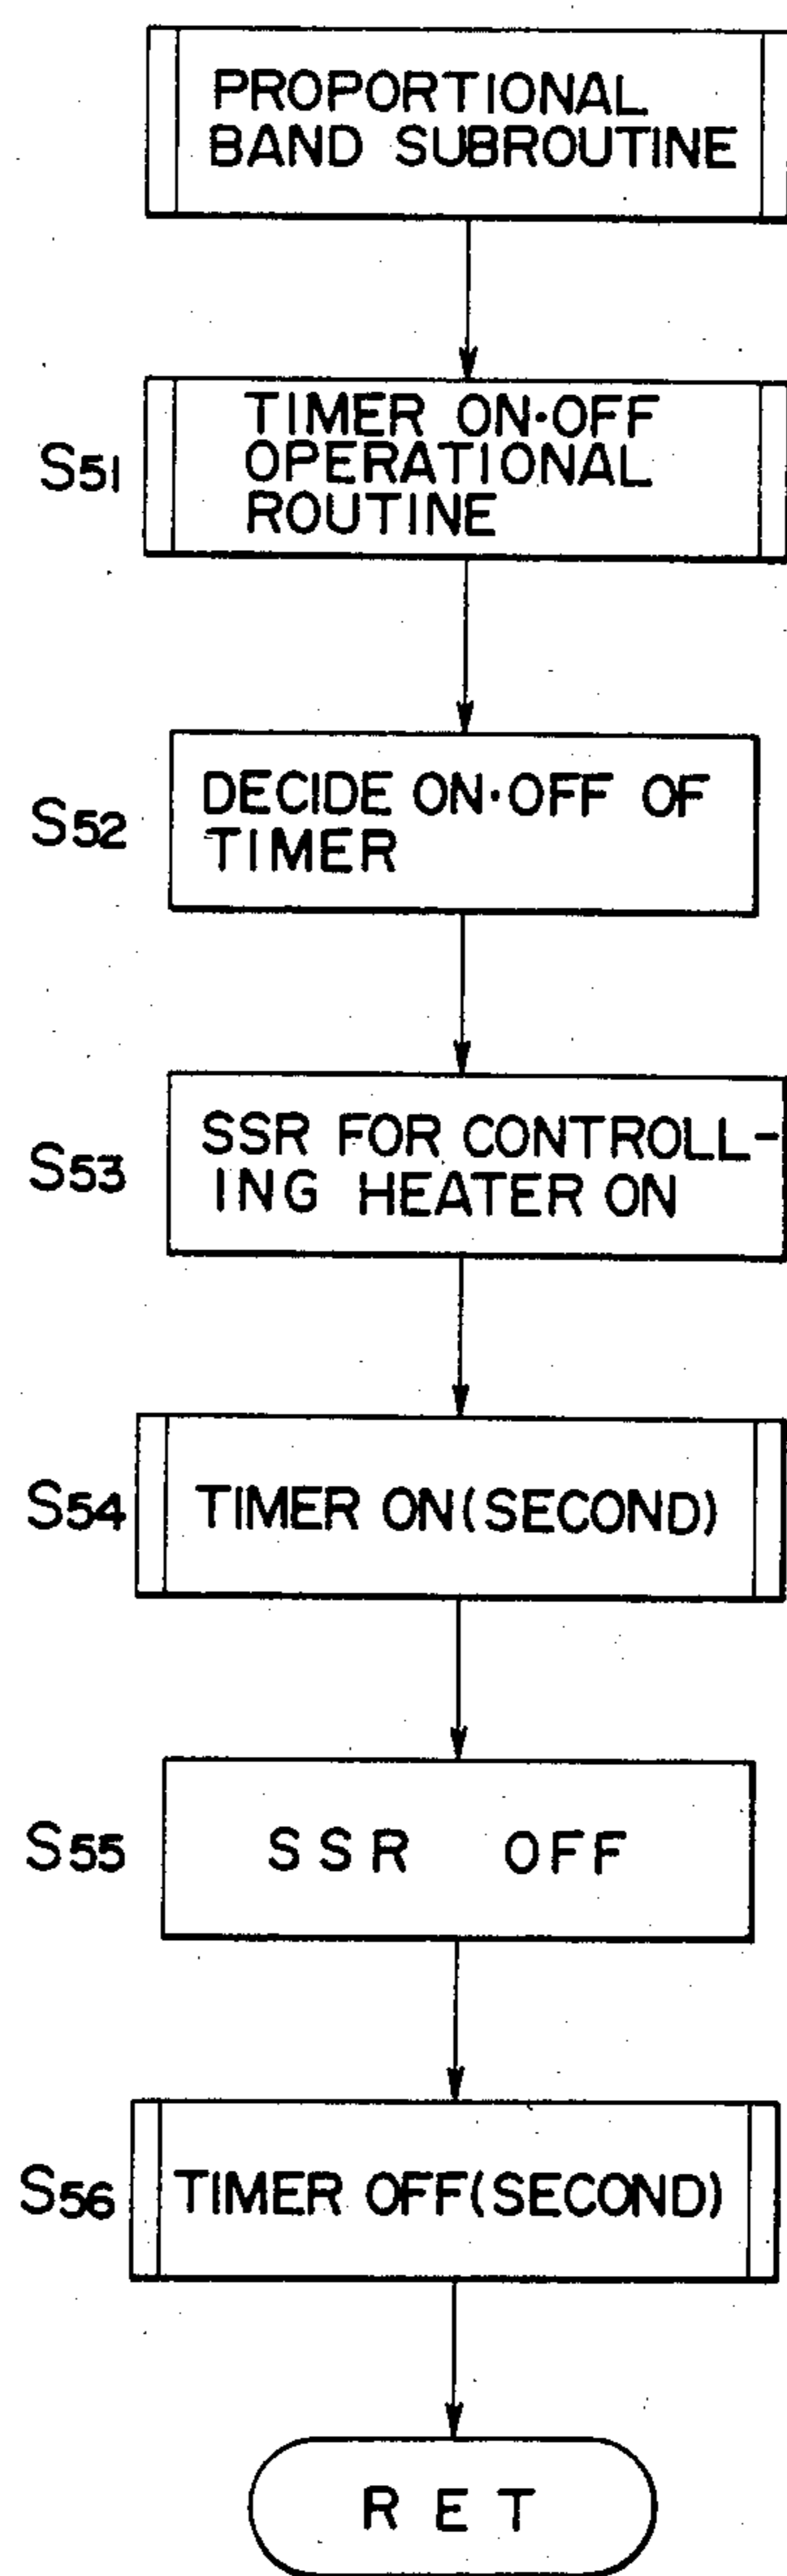 PROPORTIONAL
BAND SUBROUTINE
S51
TIMER ON·OFF
OPERATIONAL
ROUTINE
S52
DECIDE ON·OFF OF
TIMER
S53
SSR FOR CONTROLL-
ING HEATER ON
S54
TIMER ON(SECOND)
S55
SSR OFF
S56
TIMER OFF(SECOND)
RET